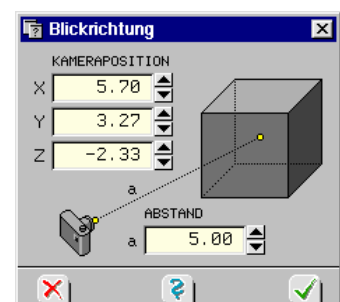 Blickrichtung
KAMERAPOSITION
X 5.70
Y 3.27
Z -2.33
a
ABSTAND
a 5.00